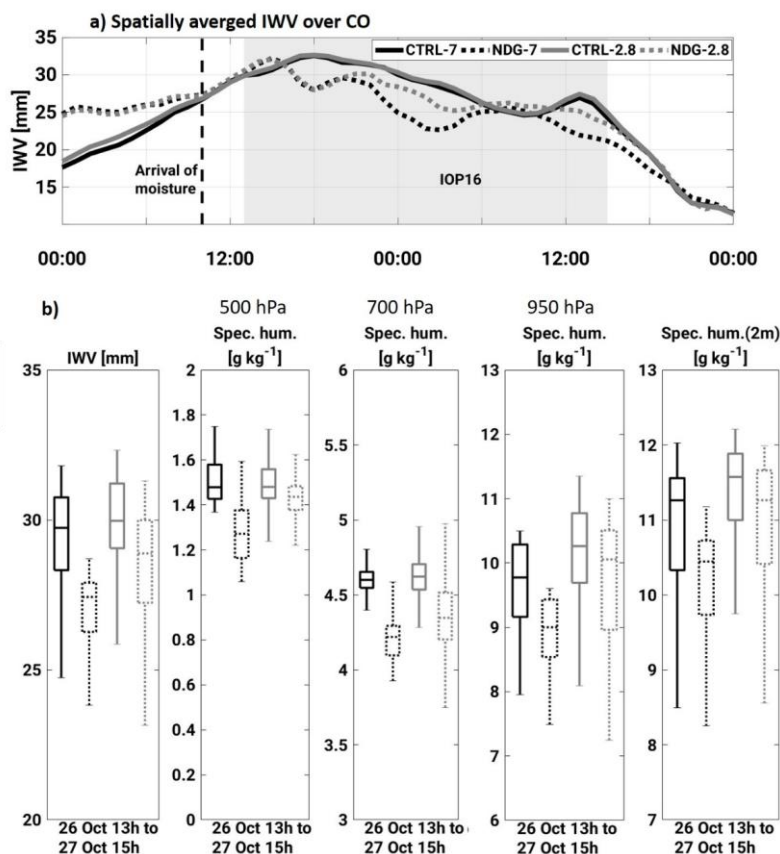 a) Spatially averged IWV over CO
35
30
25
20
15
IWV [mm]
CTRL-7 NDG-7 CTRL-2.8 NDG-2.8
Arrival of
moisture
IOP16
00:00 12:00 00:00 12:00 00:00
b)
IWV [mm]
35
30
25
20
26 Oct 13h to
27 Oct 15h
500 hPa
Spec. hum.
[g kg⁻¹]
2
1.8
1.6
1.4
1.2
1
0.8
0.6
0.4
0.2
0
26 Oct 13h to
27 Oct 15h
700 hPa
Spec. hum.
[g kg⁻¹]
6
5.5
5
4.5
4
3.5
3
26 Oct 13h to
27 Oct 15h
950 hPa
Spec. hum.
[g kg⁻¹]
13
12
11
10
9
8
7
6
26 Oct 13h to
27 Oct 15h
Spec. hum.(2m)
[g kg⁻¹]
13
12
11
10
9
8
7
26 Oct 13h to
27 Oct 15h